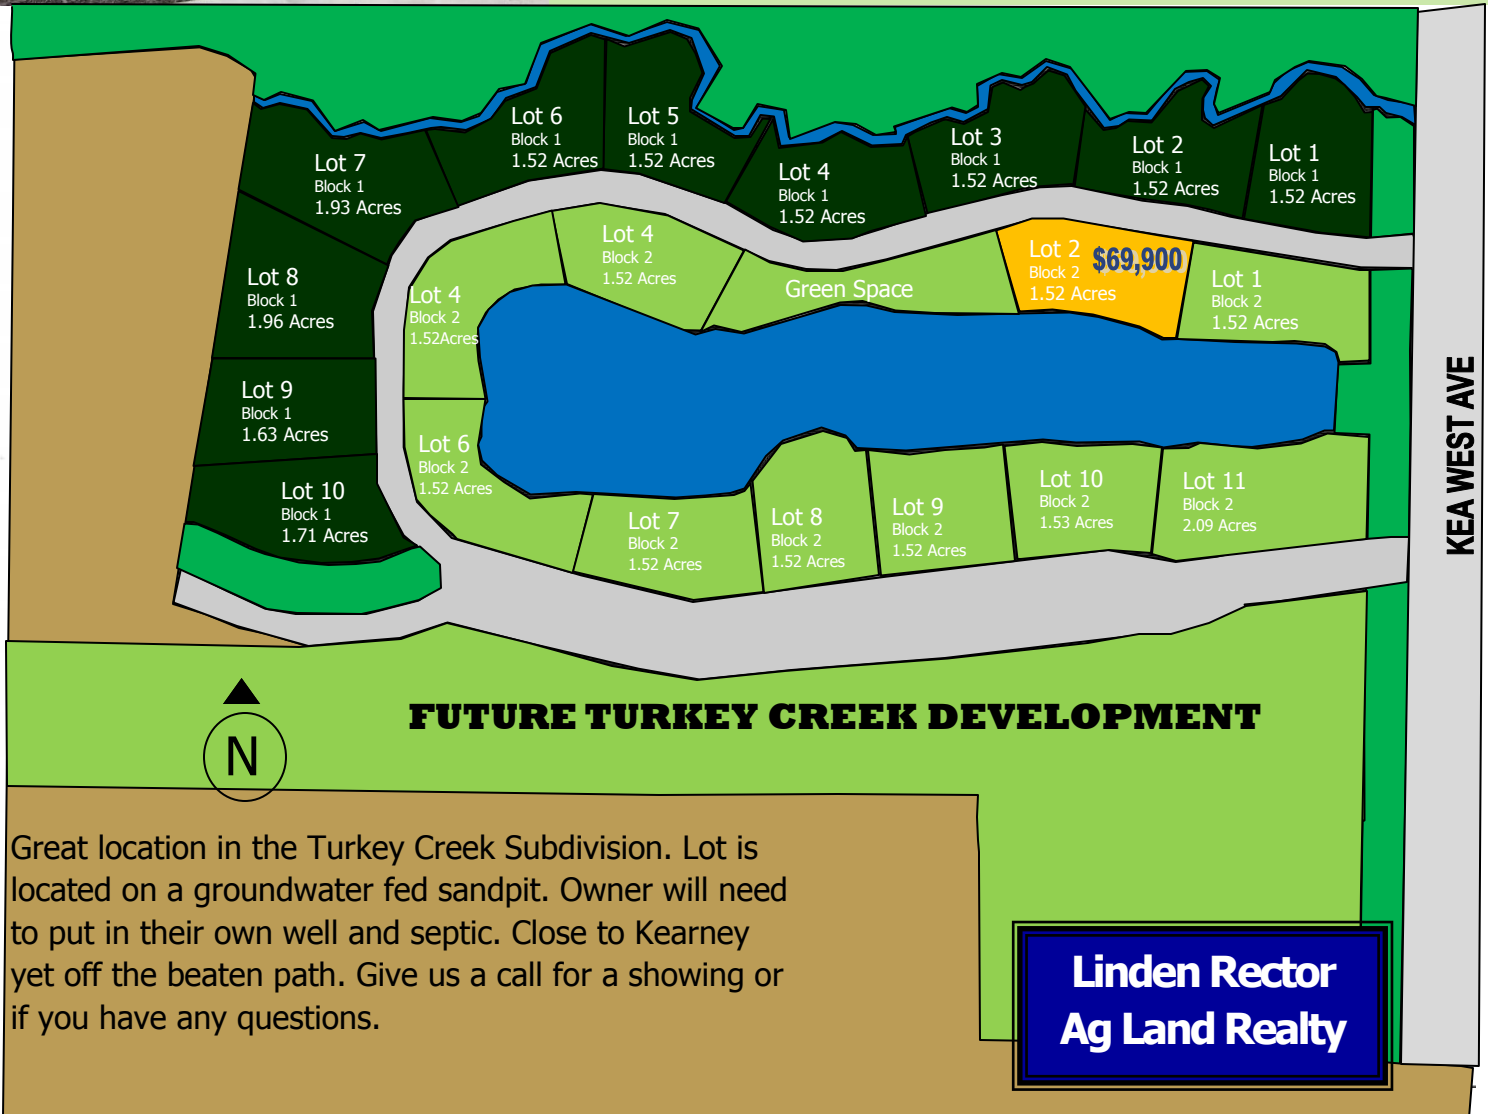 Lot 6
Block 1
1.52 Acres
Lot 5
Block 1
1.52 Acres
Lot 7
Block 1
1.93 Acres
Lot 4
Block 1
1.52 Acres
Lot 3
Block 1
1.52 Acres
Lot 2
Block 1
1.52 Acres
Lot 1
Block 1
1.52 Acres
Lot 8
Block 1
1.96 Acres
Lot 4
Block 2
1.52Acres
Lot 4
Block 2
1.52 Acres
Green Space
Lot 2
Block 2
1.52 Acres
$69,900
Lot 1
Block 2
1.52 Acres
Lot 9
Block 1
1.63 Acres
Lot 10
Block 1
1.71 Acres
Lot 6
Block 2
1.52 Acres
Lot 7
Block 2
1.52 Acres
Lot 8
Block 2
1.52 Acres
Lot 9
Block 2
1.52 Acres
Lot 10
Block 2
1.53 Acres
Lot 11
Block 2
2.09 Acres
KEA WEST AVE
FUTURE TURKEY CREEK DEVELOPMENT
N
Great location in the Turkey Creek Subdivision. Lot is
located on a groundwater fed sandpit. Owner will need
to put in their own well and septic. Close to Kearney
yet off the beaten path. Give us a call for a showing or
if you have any questions.
Linden Rector
Ag Land Realty